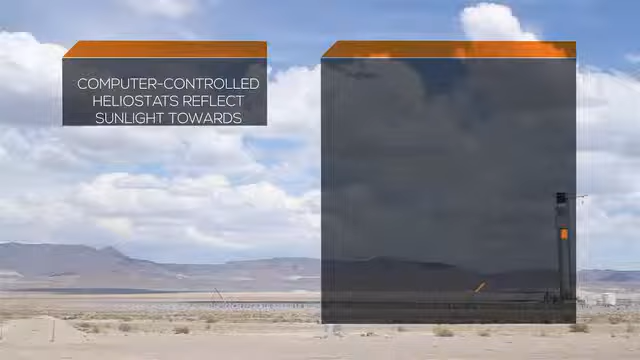 COMPUTER-CONTROLLED
HELIOSTATS REFLECT
SUNLIGHT TOWARDS